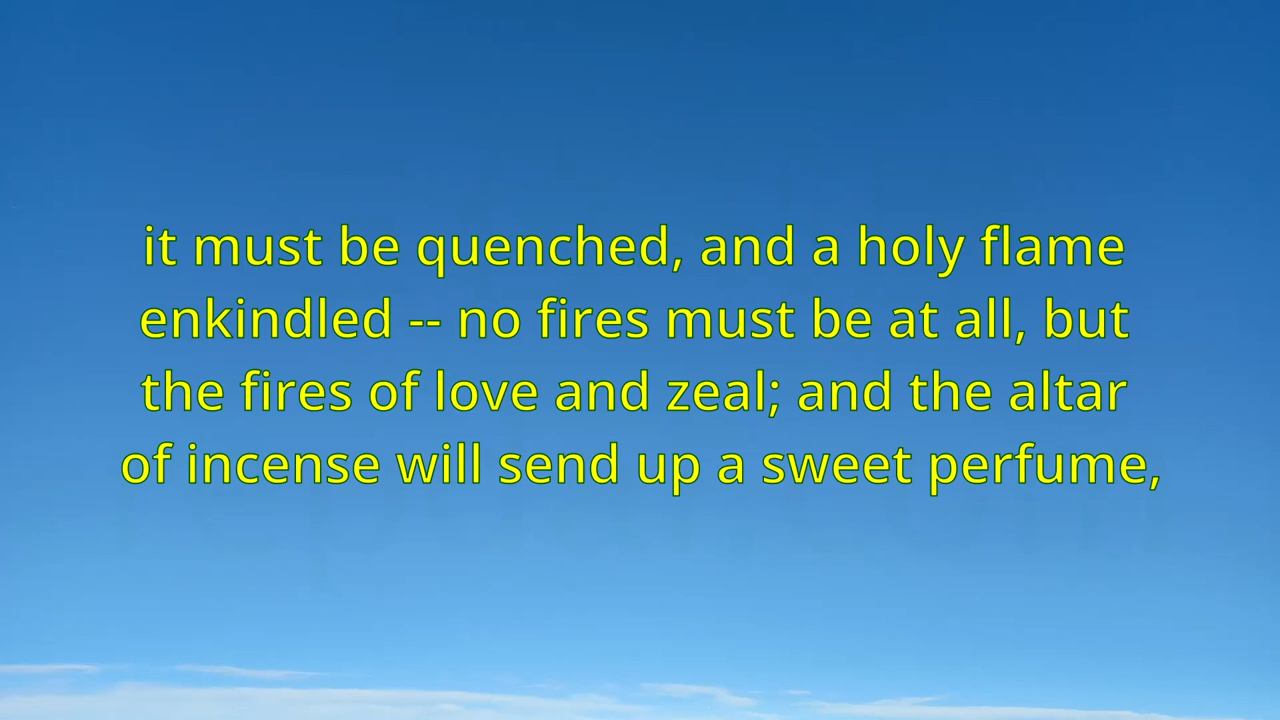 it must be quenched, and a holy flame
enkindled -- no fires must be at all, but
the fires of love and zeal; and the altar
of incense will send up a sweet perfume,